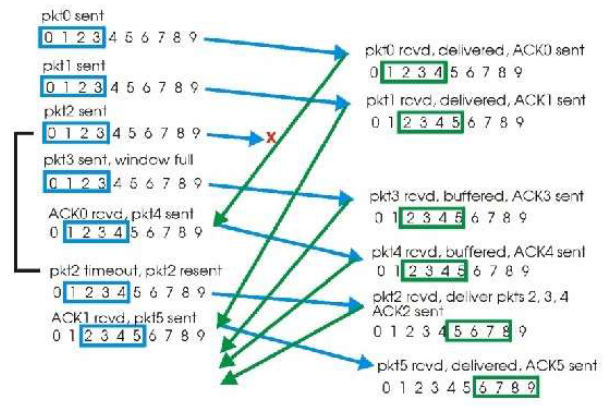 pkt0 sent
0 1 2 3 4 5 6 7 8 9
pkt1 sent
0 1 2 3 4 5 6 7 8 9
pkt2 sent
0 1 2 3 4 5 6 7 8 9
X
pkt3 sent, window full
0 1 2 3 4 5 6 7 8 9
ACK0 rcvd, pkt4 sent
0 1 2 3 4 5 6 7 8 9
pkt2 timeout, pkt2 resent
0 1 2 3 4 5 6 7 8 9
ACK1 rcvd, pkt5 sent
0 1 2 3 4 5 6 7 8 9
pkt0 rcvd, delivered, ACK0 sent
0 1 2 3 4 5 6 7 8 9
pkt1 rcvd, delivered, ACK1 sent
0 1 2 3 4 5 6 7 8 9
pkt3 rcvd, buffered, ACK3 sent
0 1 2 3 4 5 6 7 8 9
pkt4 rcvd, buffered, ACK4 sent
0 1 2 3 4 5 6 7 8 9
pkt2 rcvd, deliver pkts 2, 3, 4
ACK2 sent
0 1 2 3 4 5 6 7 8 9
pkt5 rcvd, delivered, ACK5 sent
0 1 2 3 4 5 6 7 8 9